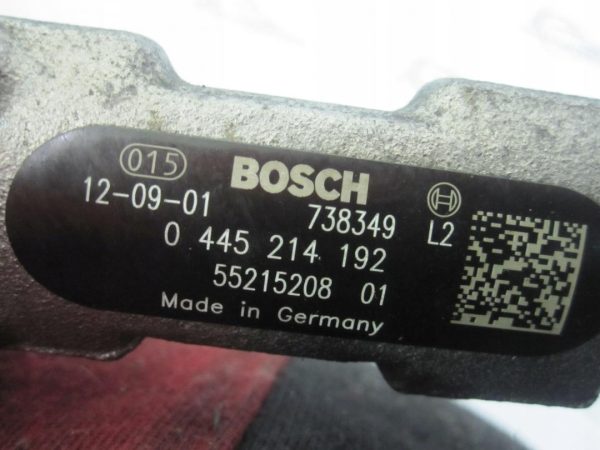 015 BOSCH
12-09-01 738349 L2
0 445 214 192
55215208 01
Made in Germany